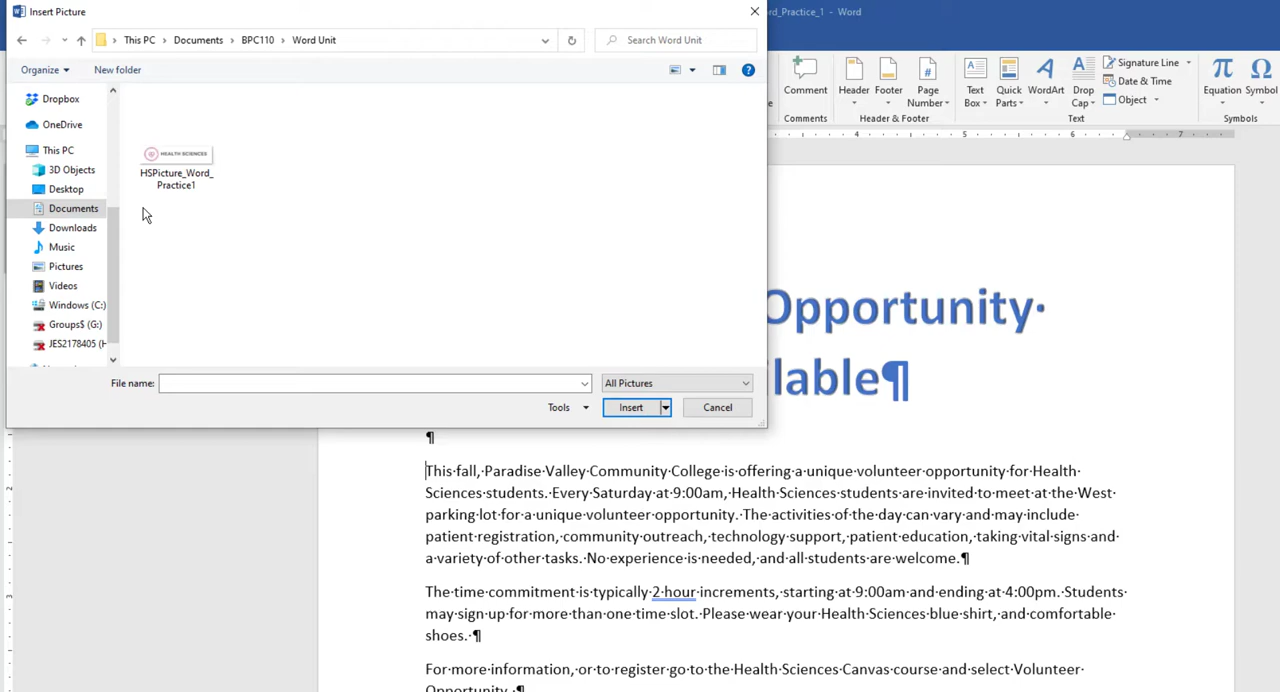 Insert Picture
rd_Practice_1 - Word
This PC > Documents > BPC110 > Word Unit
Search Word Unit
Organize
New folder
Dropbox
OneDrive
This PC
3D Objects
Desktop
Documents
Downloads
Music
Pictures
Videos
Windows (C:)
Groups$ (G:)
JES2178405 (H
HEALTH SCIENCES
HSPicture_Word_
Practice1
File name:
All Pictures
Tools
Insert
Cancel
Comment
Comments
Header
Footer
Page
Number
Header & Footer
Text
Box
Quick
Parts
WordArt
Drop
Cap
Signature Line
Date & Time
Object
Text
Equation
Symbol
Symbols
4 5 6 7
2
3
Opportunity·
lable¶
¶
This·fall,·Paradise·Valley·Community·College·is·offering·a·unique·volunteer·opportunity·for·Health·
Sciences·students.·Every·Saturday·at·9:00am,·Health·Sciences·students·are·invited·to·meet·at·the·West·
parking·lot·for·a·unique·volunteer·opportunity.·The·activities·of·the·day·can·vary·and·may·include·
patient·registration,·community·outreach,·technology·support,·patient·education,·taking·vital·signs·and·
a·variety·of·other·tasks.·No·experience·is·needed,·and·all·students·are·welcome.¶
The·time·commitment·is·typically·2·hour·increments,·starting·at·9:00am·and·ending·at·4:00pm.·Students·
may·sign·up·for·more·than·one·time·slot.·Please·wear·your·Health·Sciences·blue·shirt,·and·comfortable·
shoes.·¶
For·more·information,·or·to·register·go·to·the·Health·Sciences·Canvas·course·and·select·Volunteer·
Opportunity.·¶